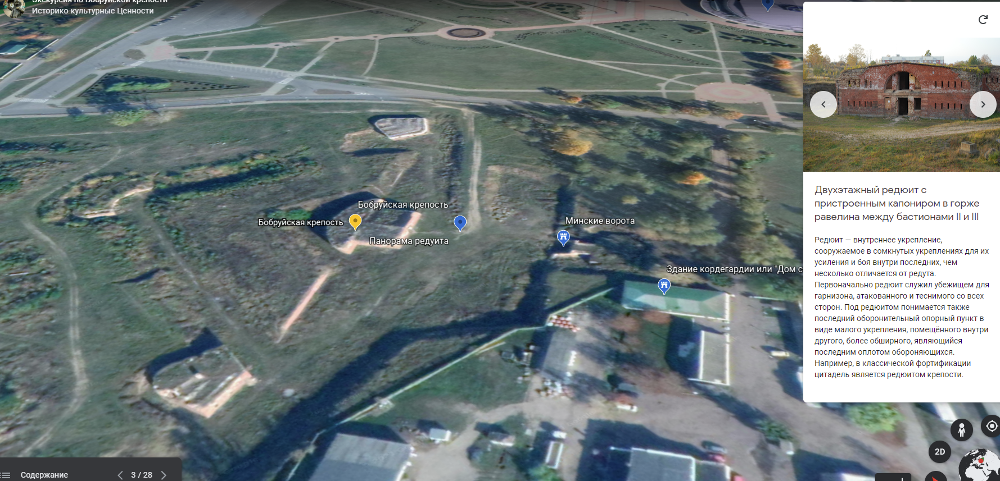 Экскурсия по Бобруйской крепости
Историко-культурные Ценности
Бобруйская крепость
Бобруйская крепость
Панорама редуита
Минские ворота
Здание кордегардии или "Дом с
Двухэтажный редюит с
пристроенным капониром в горже
равелина между бастионами II и III
Редюит — внутреннее укрепление,
сооружаемое в сомкнутых укреплениях для их
усиления и боя внутри последних, чем
несколько отличается от редута.
Первоначально редюит служил убежищем для
гарнизона, атакованного и теснимого со всех
сторон. Под редюитом понимается также
последний оборонительный опорный пункт в
виде малого укрепления, помещённого внутри
другого, более обширного, являющийся
последним оплотом обороняющихся.
Например, в классической фортификации
цитадель является редюитом крепости.
2D
Содержание
3 / 28